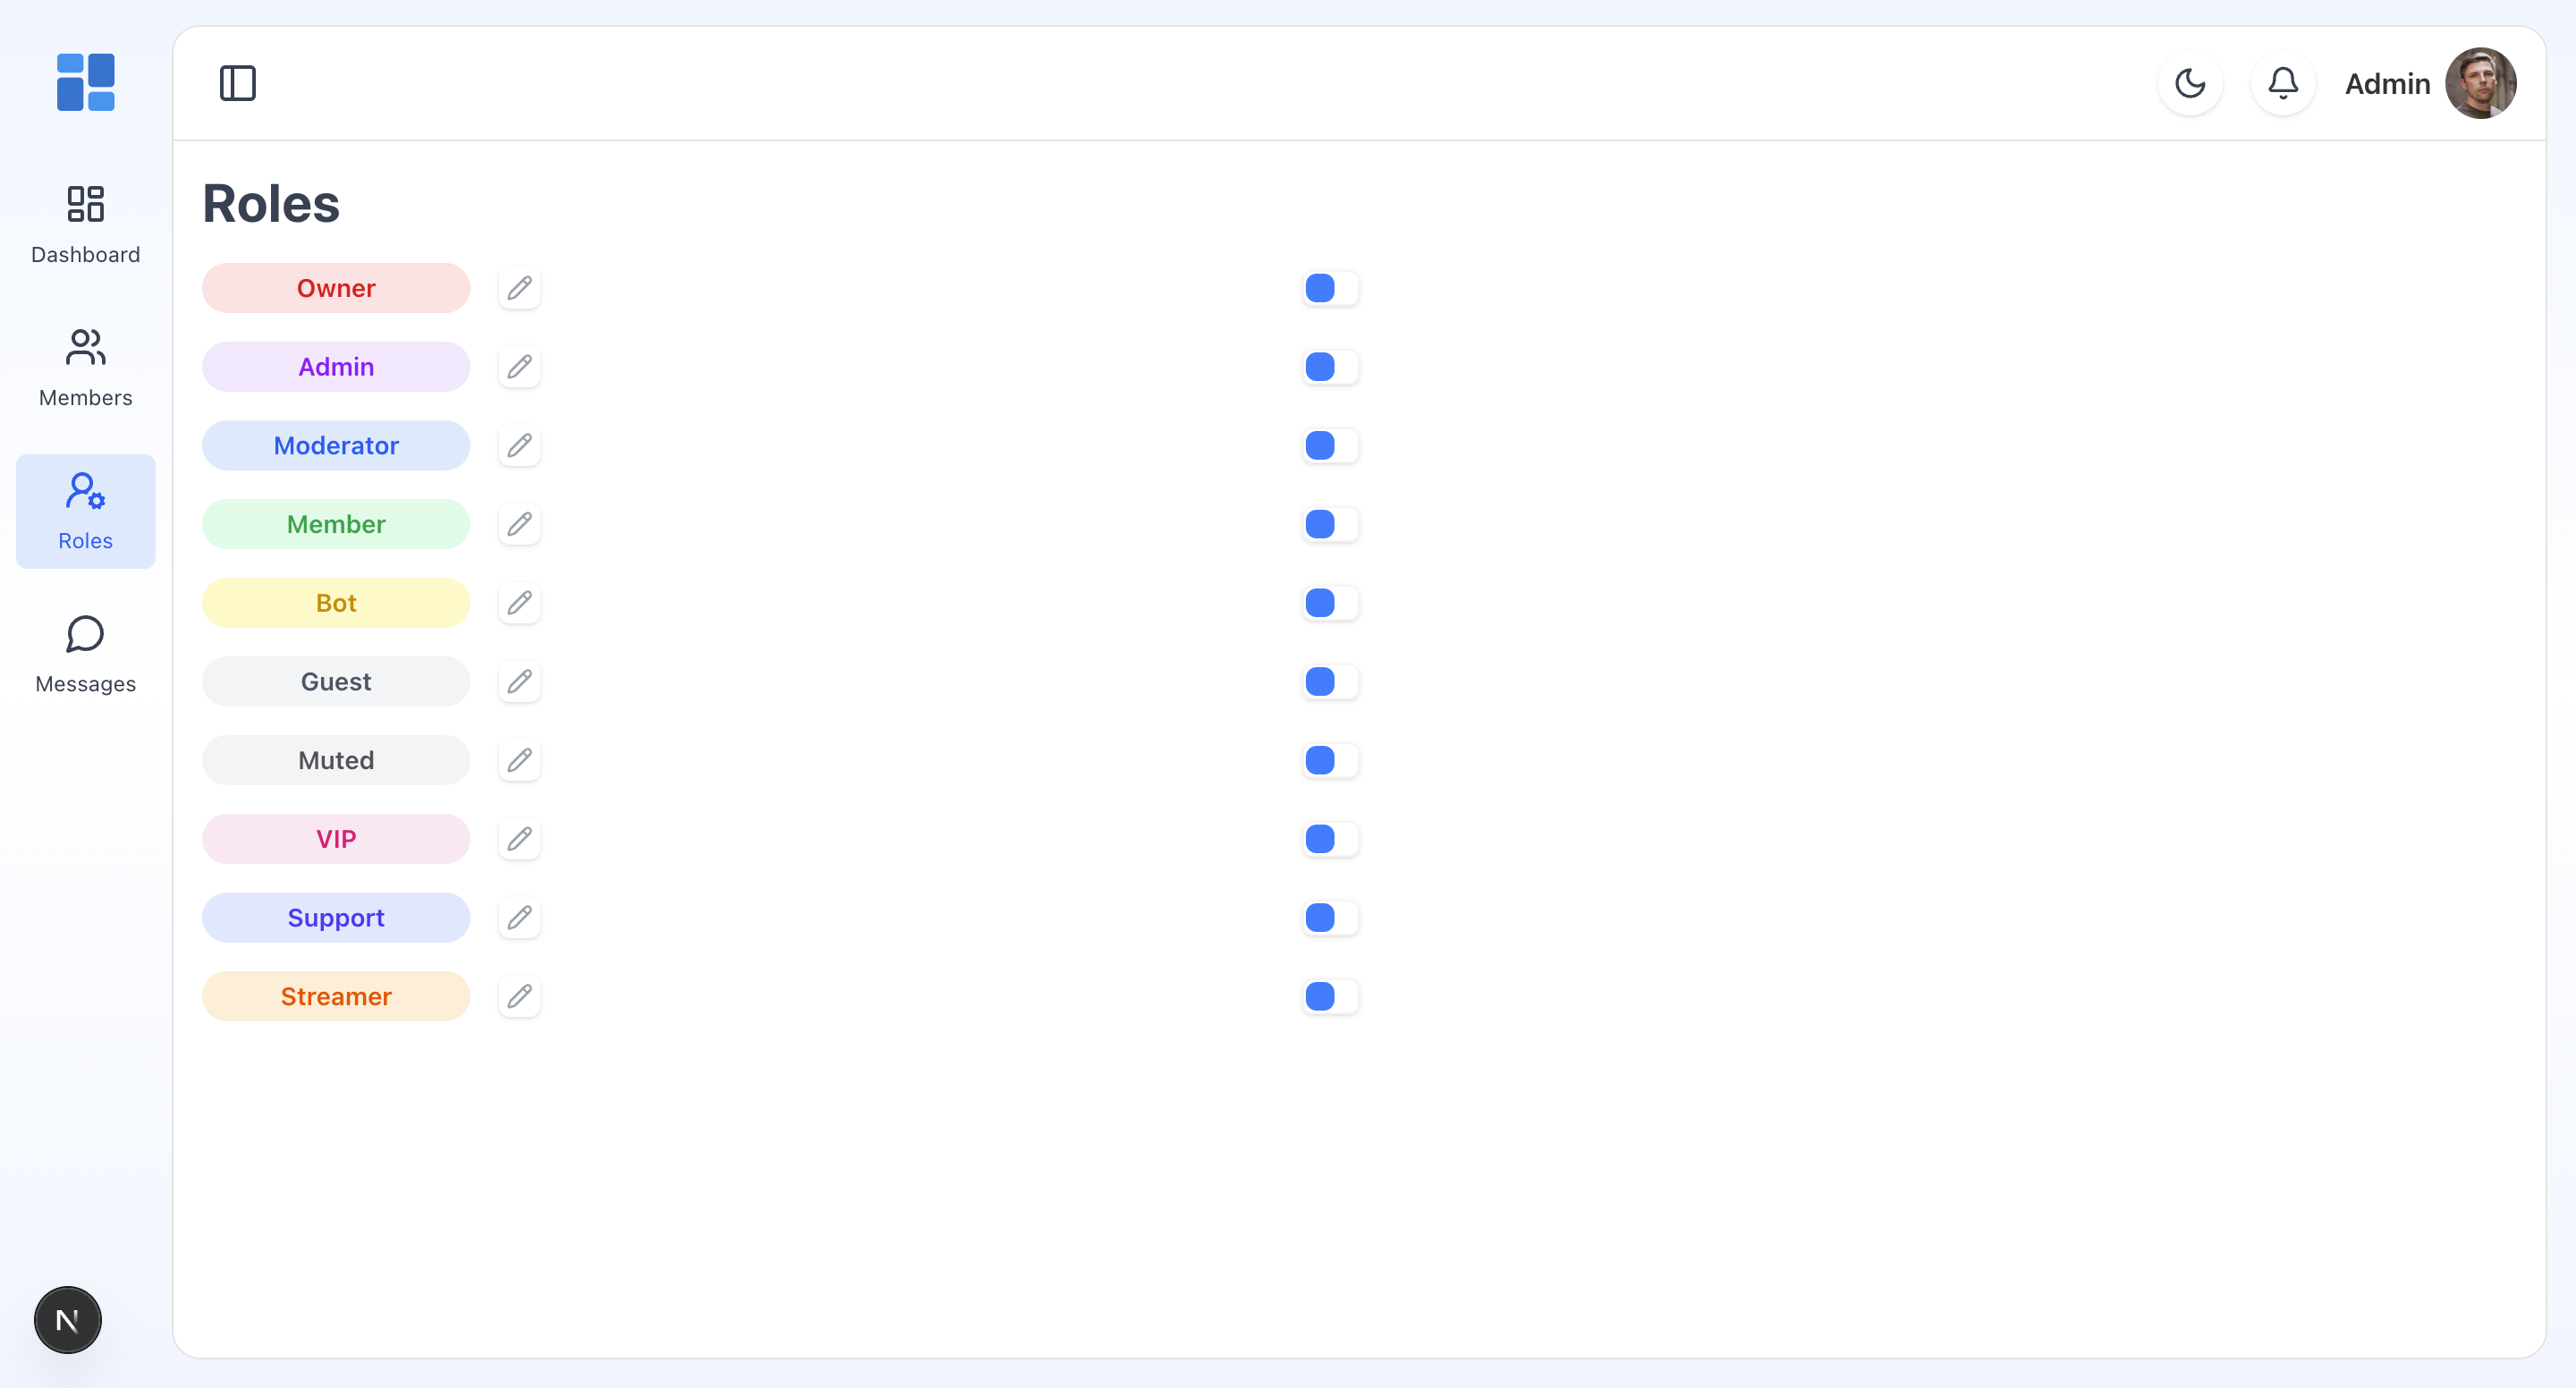 Admin
Dashboard
Members
Roles
Messages
Roles
Owner
Admin
Moderator
Member
Bot
Guest
Muted
VIP
Support
Streamer
N